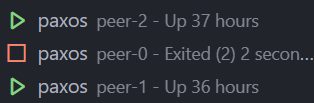 paxos peer-2 - Up 37 hours
paxos peer-0 - Exited (2) 2 secon...
paxos peer-1 - Up 36 hours